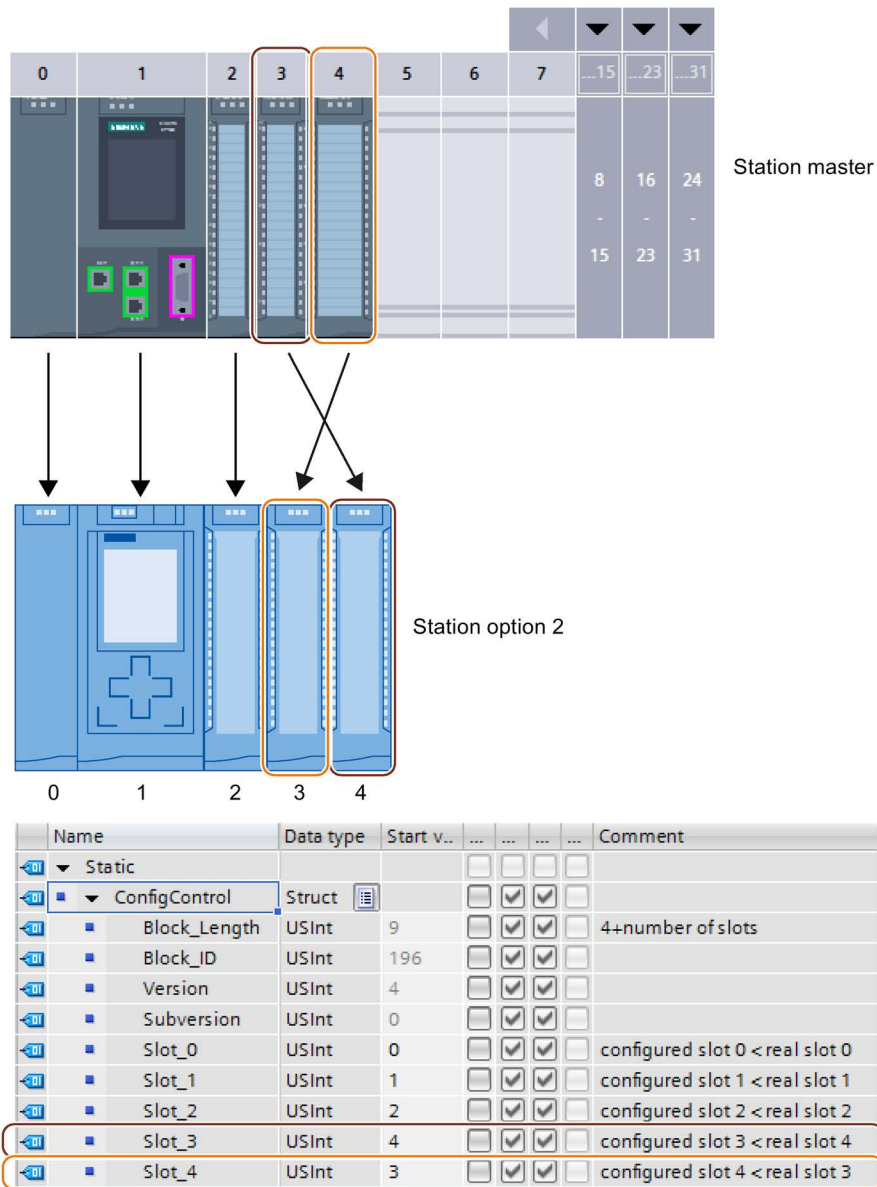 0 1 2 3 4 5 6 7 ...15 ...23 ...31
SIEMENS
8 16 24
- - -
15 23 31
Station master
Station option 2
0 1 2 3 4
Name Data type Start v.. ... ... ... ... Comment
Static
ConfigControl Struct
Block_Length USInt 9 4+number of slots
Block_ID USInt 196
Version USInt 4
Subversion USInt 0
Slot_0 USInt 0 configured slot 0 < real slot 0
Slot_1 USInt 1 configured slot 1 < real slot 1
Slot_2 USInt 2 configured slot 2 < real slot 2
Slot_3 USInt 4 configured slot 3 < real slot 4
Slot_4 USInt 3 configured slot 4 < real slot 3